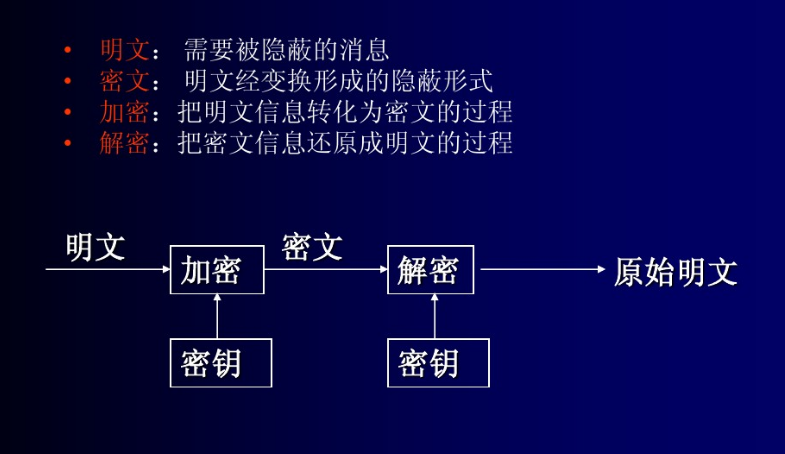 • 明文： 需要被隐蔽的消息
• 密文： 明文经变换形成的隐蔽形式
• 加密：把明文信息转化为密文的过程
• 解密：把密文信息还原成明文的过程
明文
加密
密文
解密
原始明文
密钥
密钥